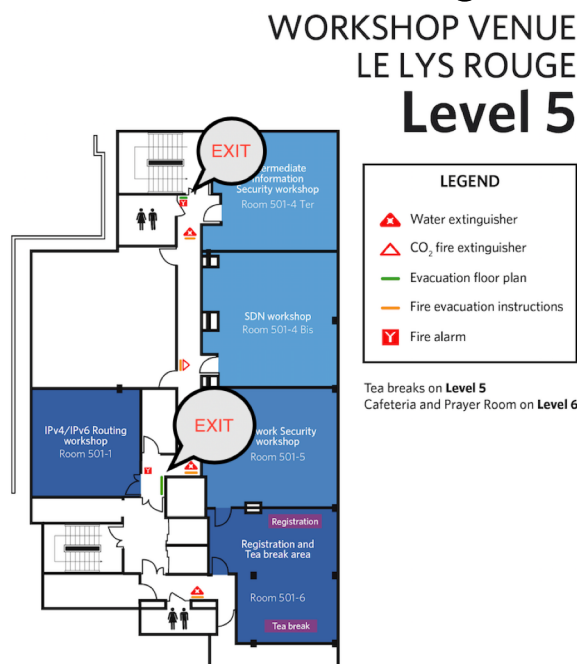 WORKSHOP VENUE
LE LYS ROUGE
Level 5
EXIT
ermediate
Information
Security workshop
Room 501-4 Ter
SDN workshop
Room 501-4 Bis
IPv4/IPv6 Routing
workshop
Room 501-1
EXIT
work Security
workshop
Room 501-5
Registration
Registration and
Tea break area
Room 501-6
Tea break
LEGEND
Water extinguisher
CO2 fire extinguisher
Evacuation floor plan
Fire evacuation instructions
Fire alarm
Tea breaks on Level 5
Cafeteria and Prayer Room on Level 6